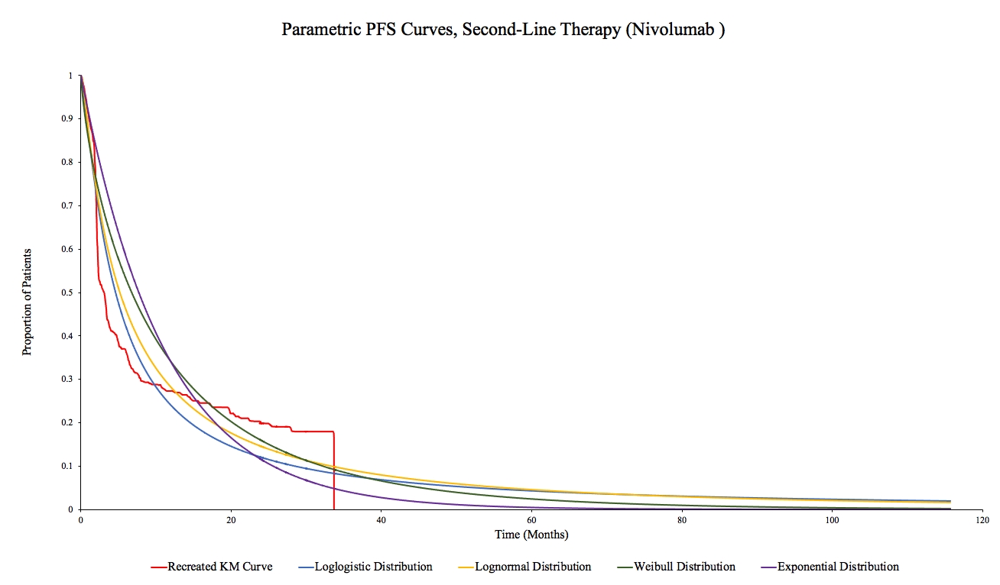 Parametric PFS Curves, Second-Line Therapy (Nivolumab )
1
0.9
0.8
0.7
0.6
0.5
0.4
0.3
0.2
0.1
0
Proportion of Patients
0 20 40 60 80 100 120
Time (Months)
Recreated KM Curve Loglogistic Distribution Lognormal Distribution Weibull Distribution Exponential Distribution